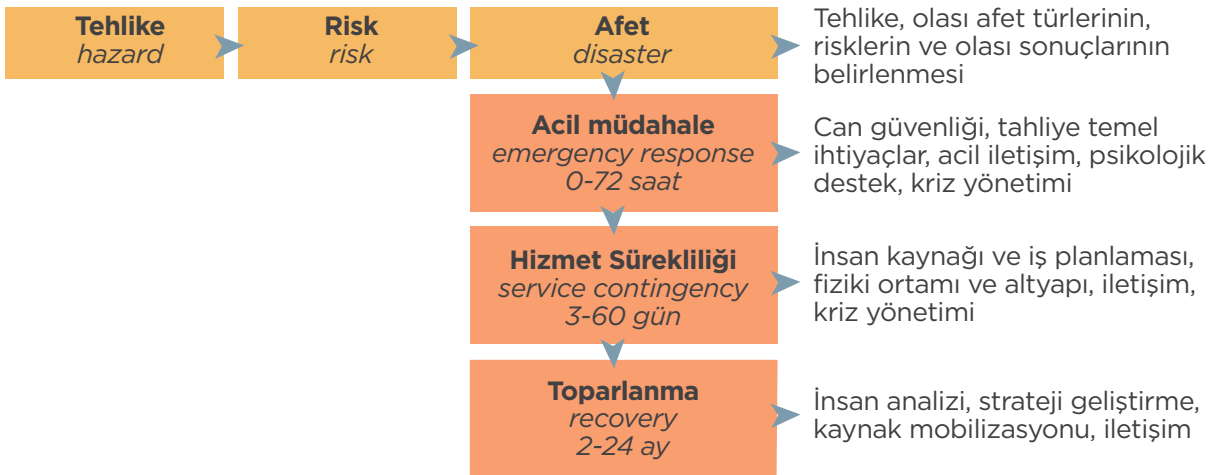 Tehlike
hazard
Risk
risk
Afet
disaster
Tehlike, olası afet türlerinin,
risklerin ve olası sonuçlarının
belirlenmesi
Acil müdahale
emergency response
0-72 saat
Can güvenliği, tahliye temel
ihtiyaçlar, acil iletişim, psikolojik
destek, kriz yönetimi
Hizmet Sürekliliği
service contingency
3-60 gün
İnsan kaynağı ve iş planlaması,
fiziki ortamı ve altyapı, iletişim,
kriz yönetimi
Toparlanma
recovery
2-24 ay
İnsan analizi, strateji geliştirme,
kaynak mobilizasyonu, iletişim